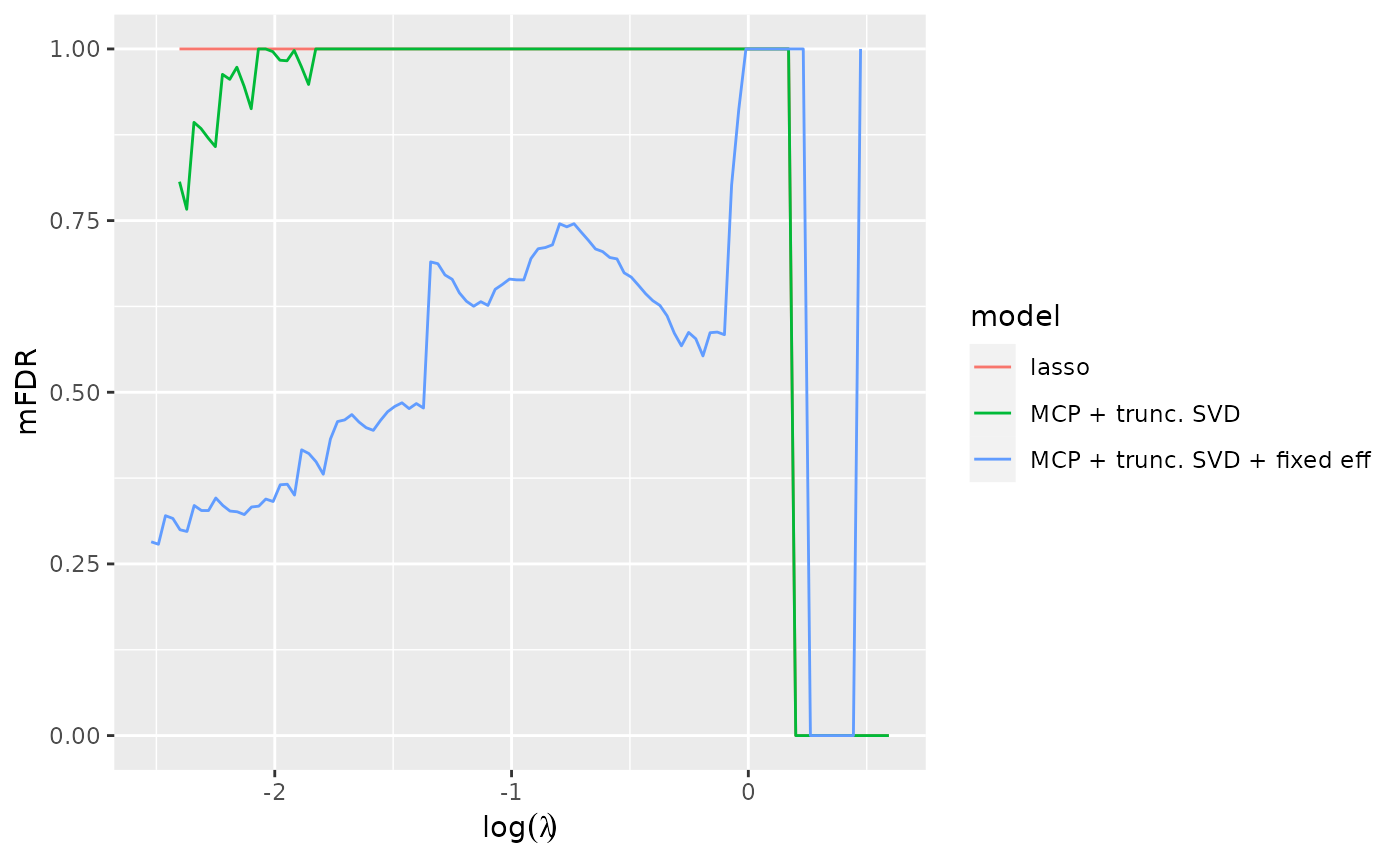 1.00
0.75
0.50
0.25
0.00
mFDR
-2
-1
0
log(λ)
model
lasso
MCP + trunc. SVD
MCP + trunc. SVD + fixed eff